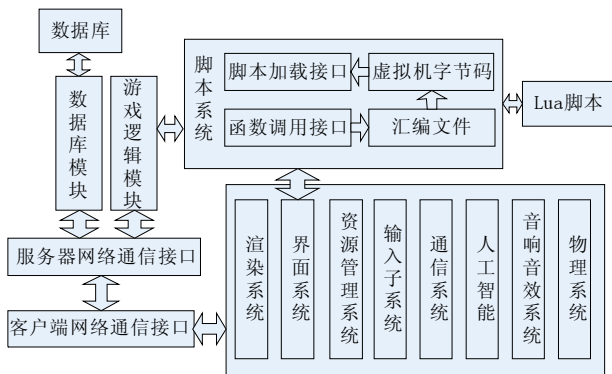 数据库
数据库模块
游戏逻辑模块
服务器网络通信接口
客户端网络通信接口
脚本系统
脚本加载接口
虚拟机字节码
函数调用接口
汇编文件
Lua脚本
渲染系统
界面系统
资源管理系统
输入子系统
通信系统
人工智能
音响音效系统
物理系统